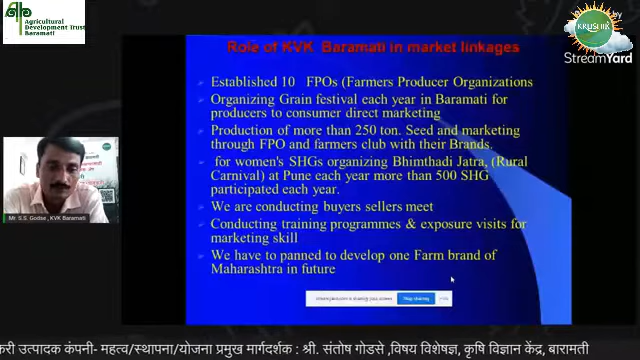 Agricultural
Development Trust
Baramati
KRUSHIK
StreamYard
Role of KVK Baramati in market linkages
Established 10 FPOs (Farmers Producer Organizations
Organizing Grain festival each year in Baramati for
producers to consumer direct marketing
Production of more than 250 ton. Seed and marketing
through FPO and farmers club with their Brands.
for women's SHGs organizing Bhimthadi Jatra, (Rural
Carnival) at Pune each year more than 500 SHG
participated each year.
We are conducting buyers sellers meet
Conducting training programmes & exposure visits for
marketing skill
We have to panned to develop one Farm brand of
Maharashtra in future
Stop sharing
Hide
Mr. S.S. Godse , KVK Baramati
करी उत्पादक कंपनी- महत्व/स्थापना/योजना प्रमुख मार्गदर्शक : श्री. संतोष गोडसे ,विषय विशेषज्ञ, कृषि विज्ञान केंद्र, बारामती